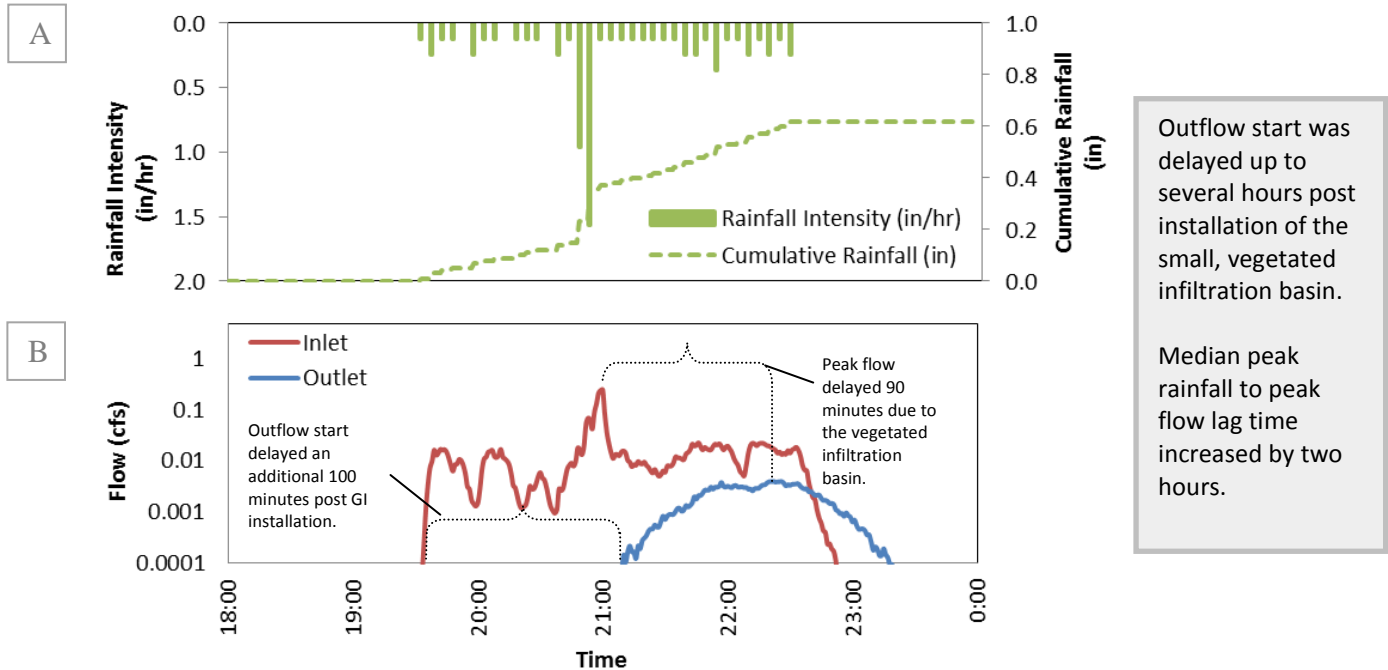 A
0.0
0.5
1.0
1.5
2.0
Rainfall Intensity
(in/hr)
1.0
0.8
0.6
0.4
0.2
0.0
Cumulative Rainfall
(in)
Rainfall Intensity (in/hr)
Cumulative Rainfall (in)
B
1
0.1
0.01
0.001
0.0001
Flow (cfs)
Inlet
Outlet
Outflow start
delayed an
additional 100
minutes post GI
installation.
Peak flow
delayed 90
minutes due to
the vegetated
infiltration
basin.
18:00
19:00
20:00
21:00
22:00
23:00
0:00
Time
Outflow start was
delayed up to
several hours post
installation of the
small, vegetated
infiltration basin.
Median peak
rainfall to peak
flow lag time
increased by two
hours.